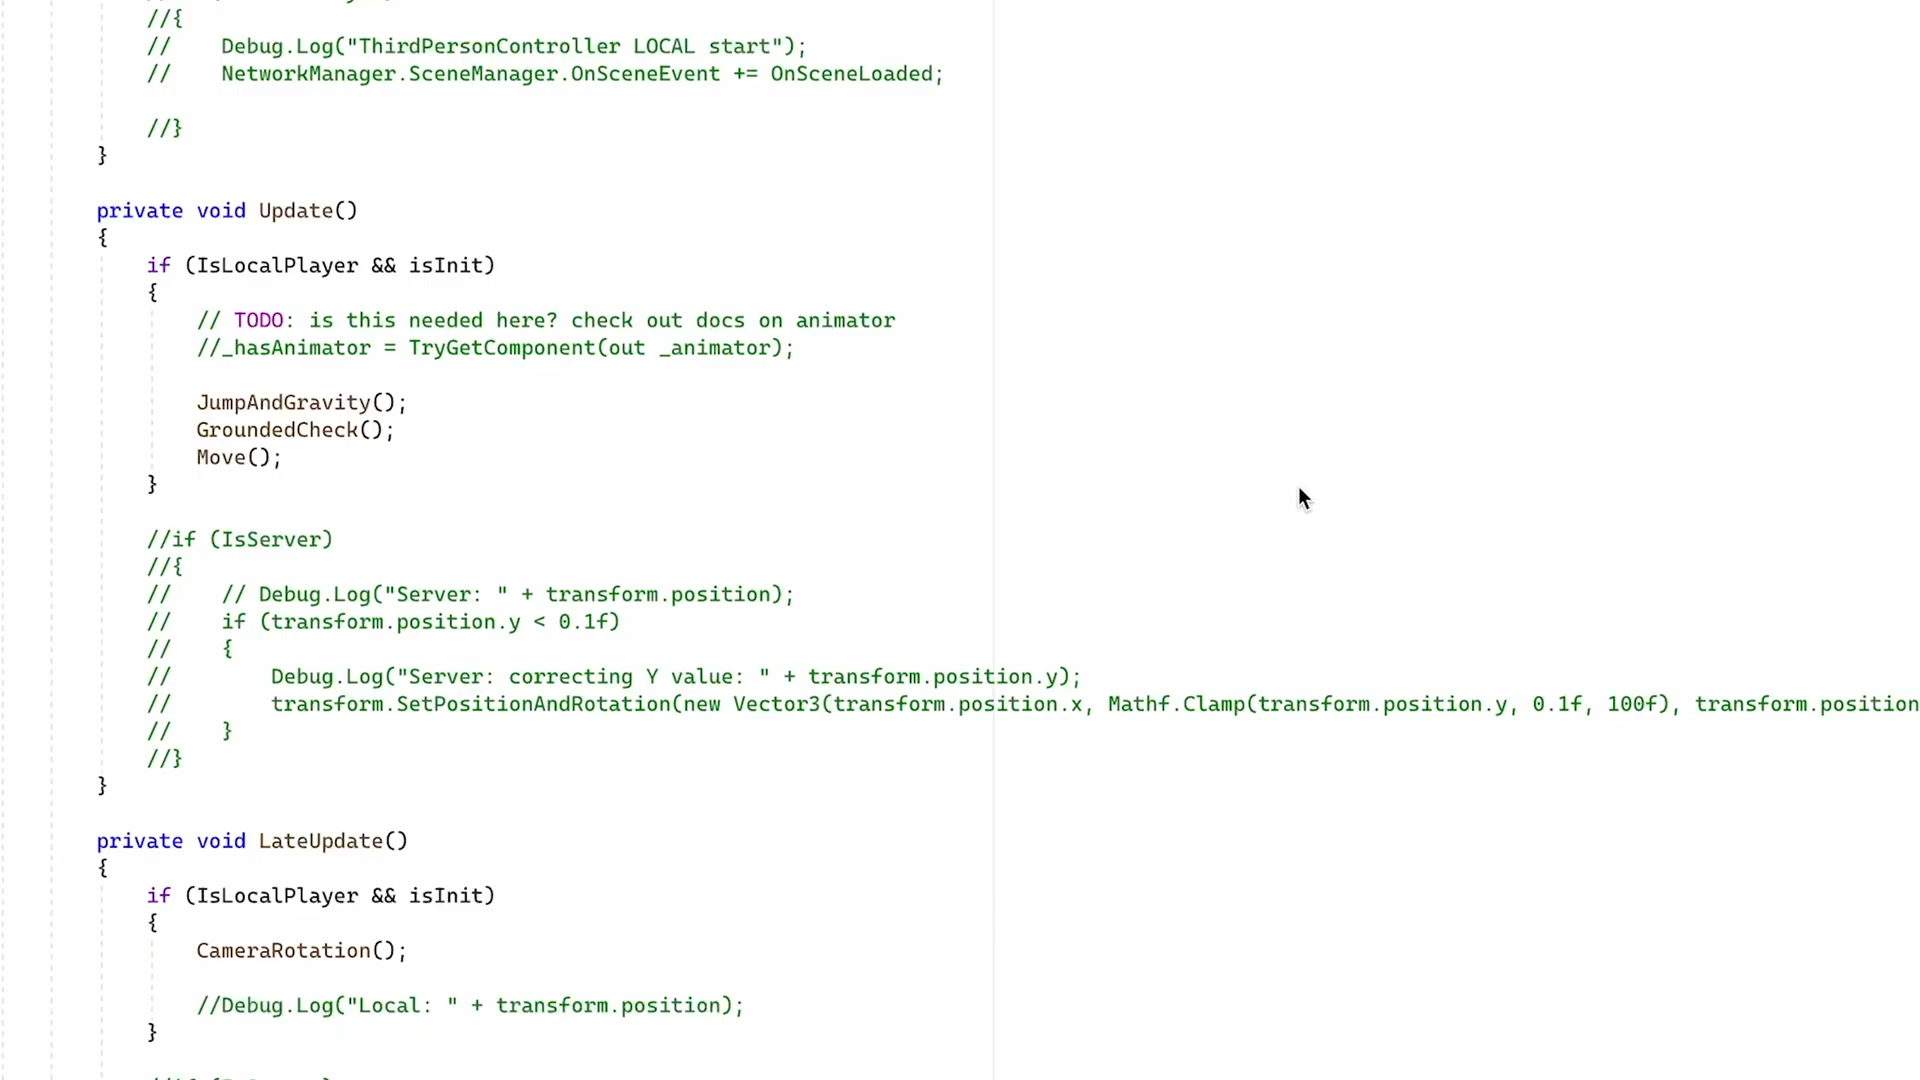 //{
//    Debug.Log("ThirdPersonController LOCAL start");
//    NetworkManager.SceneManager.OnSceneEvent += OnSceneLoaded;
//}
}
private void Update()
{
if (IsLocalPlayer && isInit)
{
// TODO: is this needed here? check out docs on animator
//_hasAnimator = TryGetComponent(out _animator);
JumpAndGravity();
GroundedCheck();
Move();
}
//if (IsServer)
//{
//    // Debug.Log("Server: " + transform.position);
//    if (transform.position.y < 0.1f)
//    {
//        Debug.Log("Server: correcting Y value: " + transform.position.y);
//        transform.SetPositionAndRotation(new Vector3(transform.position.x, Mathf.Clamp(transform.position.y, 0.1f, 100f), transform.position
//    }
//}
}
private void LateUpdate()
{
if (IsLocalPlayer && isInit)
{
CameraRotation();
//Debug.Log("Local: " + transform.position);
}